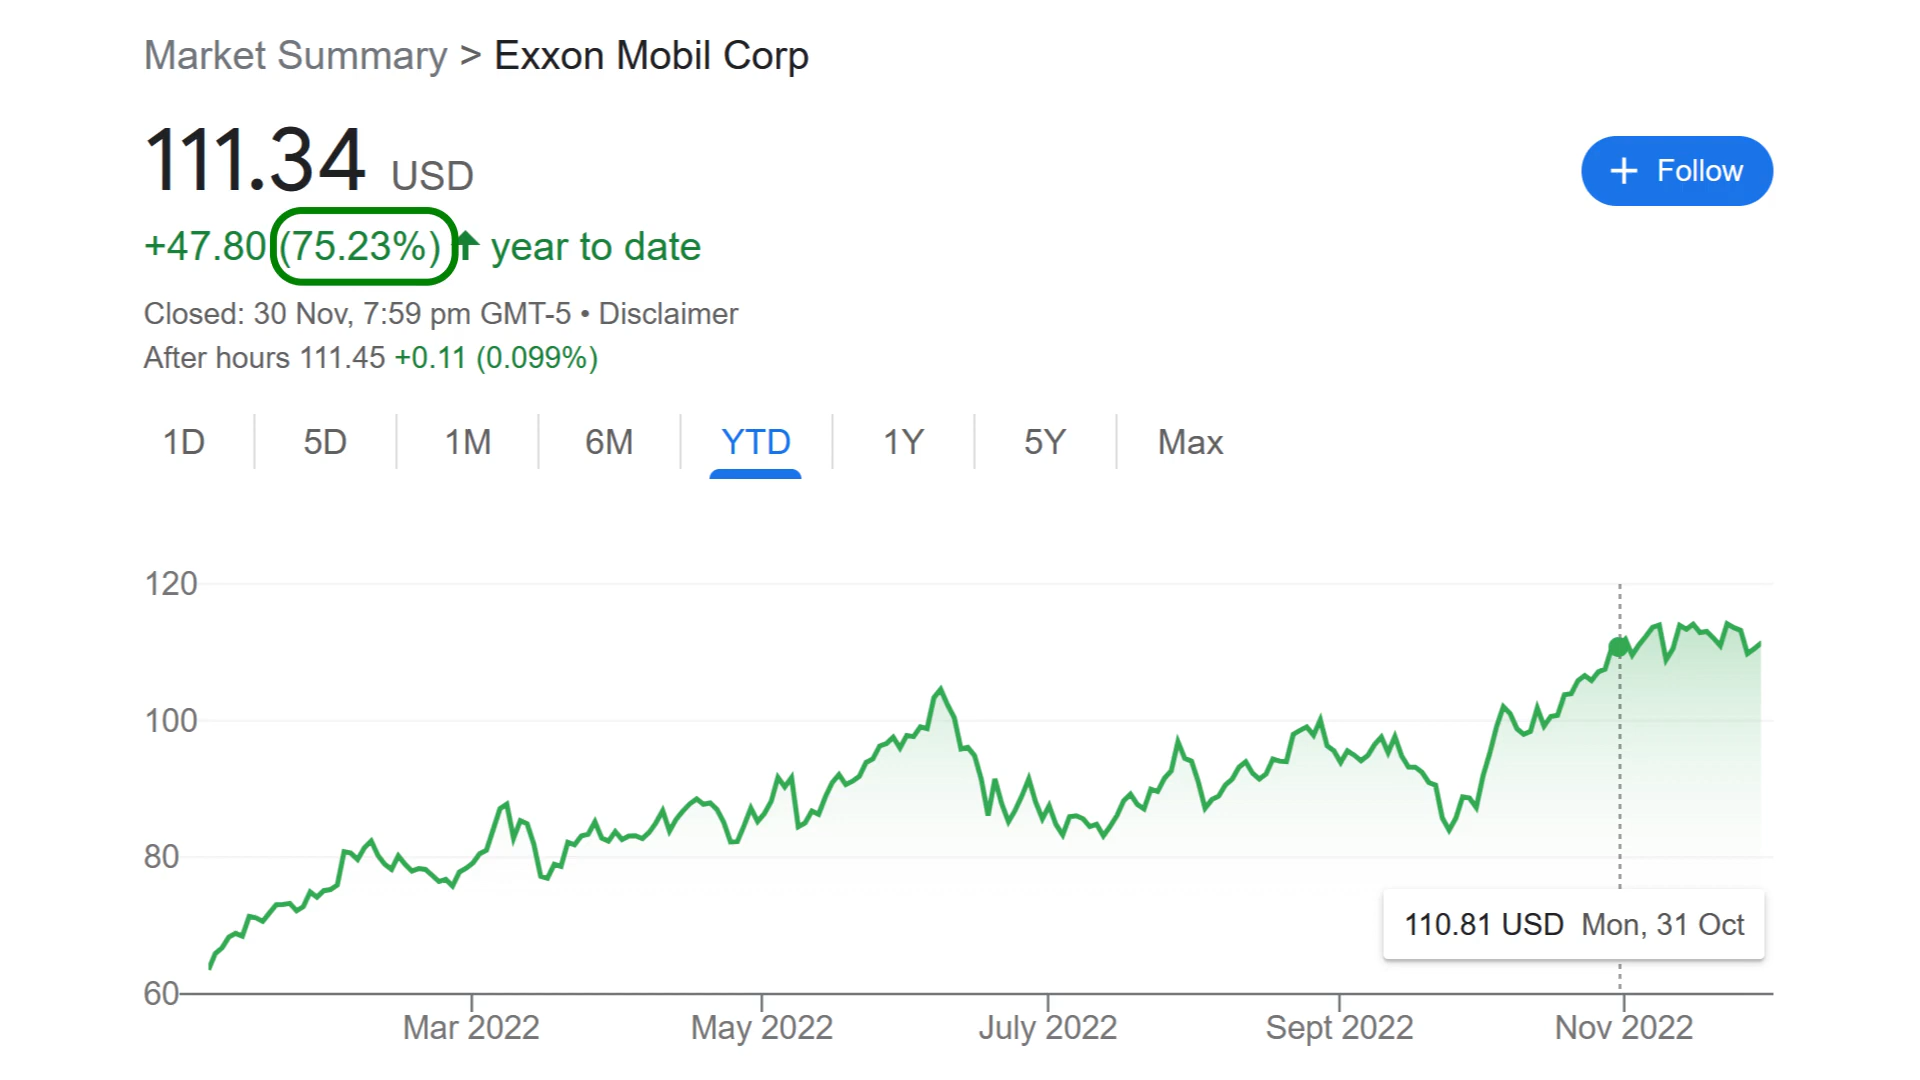 Market Summary > Exxon Mobil Corp
111.34 USD
+ Follow
+47.80 (75.23%) ↑ year to date
Closed: 30 Nov, 7:59 pm GMT-5 • Disclaimer
After hours 111.45 +0.11 (0.099%)
1D 5D 1M 6M YTD 1Y 5Y Max
120
100
80
110.81 USD Mon, 31 Oct
60
Mar 2022 May 2022 July 2022 Sept 2022 Nov 2022